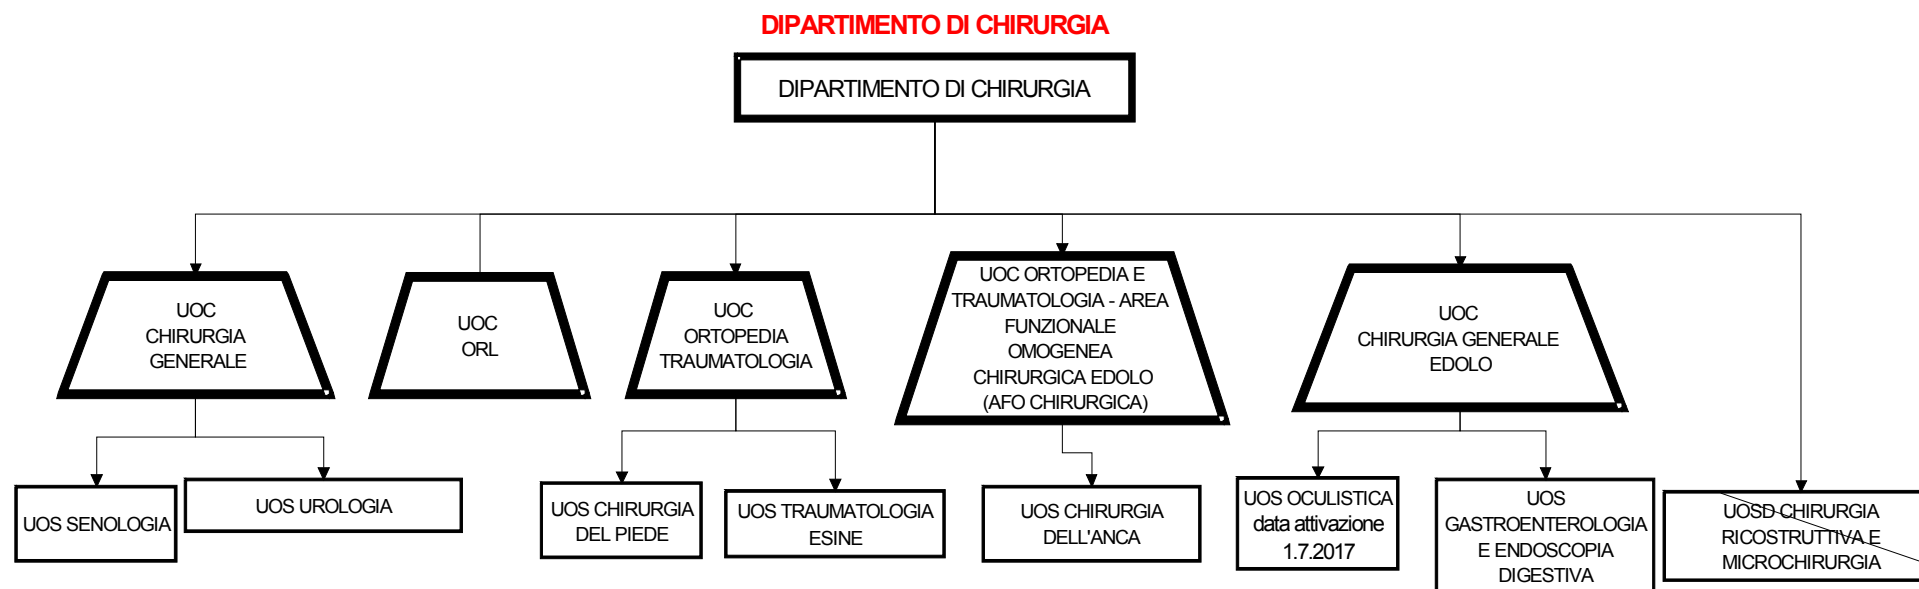 DIPARTIMENTO DI CHIRURGIA
DIPARTIMENTO DI CHIRURGIA
UOC
CHIRURGIA
GENERALE
UOC
ORL
UOC
ORTOPEDIA
TRAUMATOLOGIA
UOC ORTOPEDIA E
TRAUMATOLOGIA - AREA
FUNZIONALE
OMOGENEA
CHIRURGICA EDOLO
(AFO CHIRURGICA)
UOC
CHIRURGIA GENERALE
EDOLO
UOS SENOLOGIA
UOS UROLOGIA
UOS CHIRURGIA
DEL PIEDE
UOS TRAUMATOLOGIA
ESINE
UOS CHIRURGIA
DELL'ANCA
UOS OCULISTICA
data attivazione
1.7.2017
UOS
GASTROENTEROLOGIA
E ENDOSCOPIA
DIGESTIVA
UOSD CHIRURGIA
RICOSTRUTTIVA E
MICROCHIRURGIA